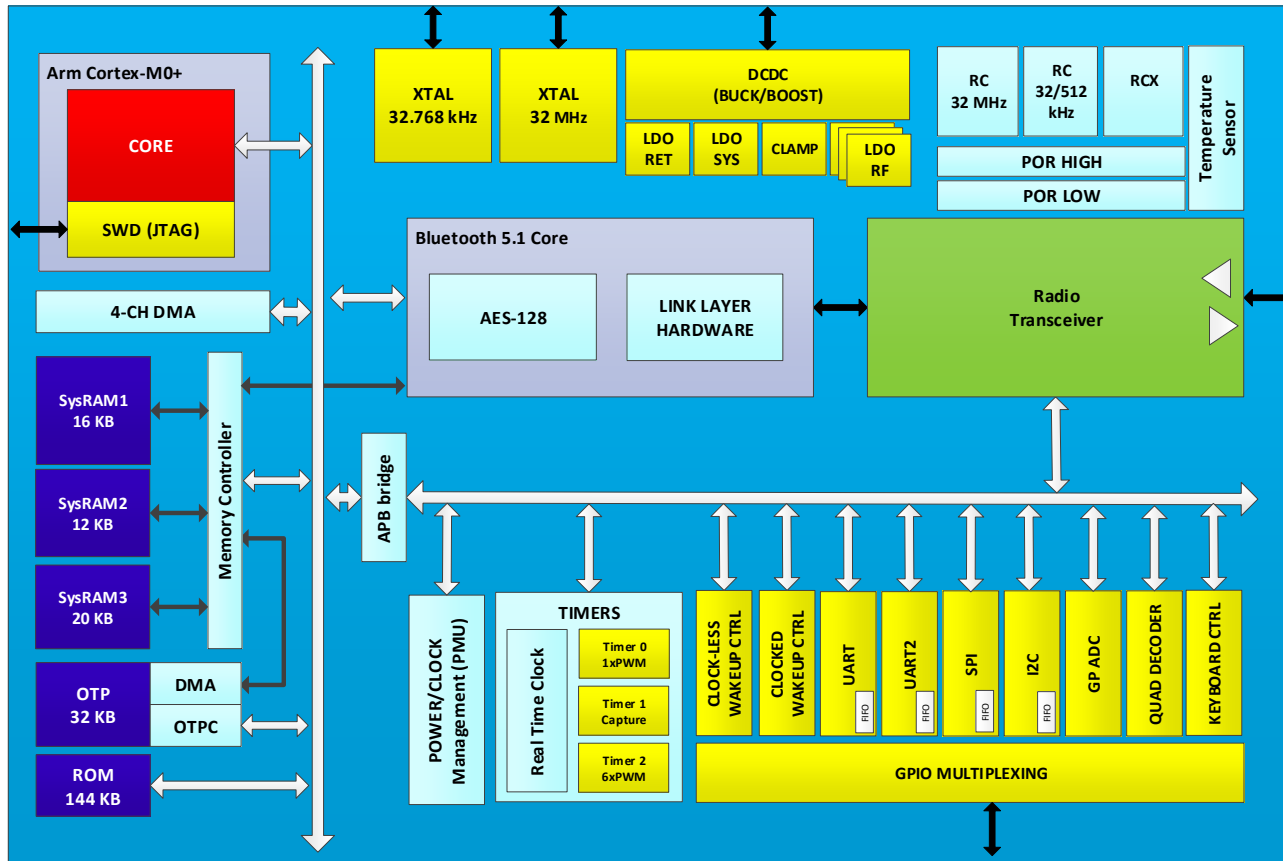 Arm Cortex-M0+
CORE
SWD (JTAG)
XTAL
32.768 kHz
XTAL
32 MHz
DCDC
(BUCK/BOOST)
LDO
RET
LDO
SYS
CLAMP
LDO
RF
RC
32 MHz
RC
32/512
kHz
RCX
Temperature
Sensor
POR HIGH
POR LOW
4-CH DMA
Bluetooth 5.1 Core
AES-128
LINK LAYER
HARDWARE
Radio
Transceiver
SysRAM1
16 KB
SysRAM2
12 KB
SysRAM3
20 KB
Memory Controller
OTP
32 KB
DMA
OTPC
ROM
144 KB
APB bridge
POWER/CLOCK
Management (PMU)
TIMERS
Real Time Clock
Timer 0
1xPWM
Timer 1
Capture
Timer 2
6xPWM
CLOCK-LESS
WAKEUP CTRL
CLOCKED
WAKEUP CTRL
UART
FIFO
UART2
FIFO
SPI
FIFO
I2C
FIFO
GP ADC
QUAD DECODER
KEYBOARD CTRL
GPIO MULTIPLEXING